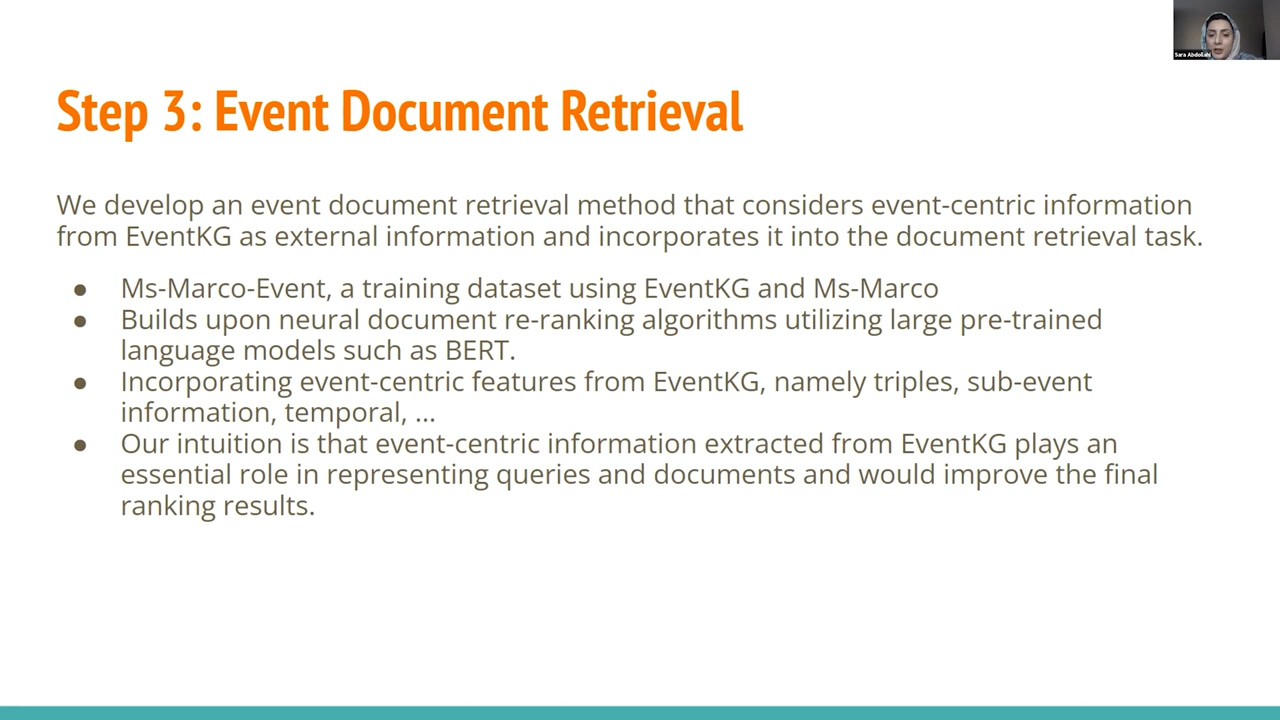 Sara Abdollahi
Step 3: Event Document Retrieval
We develop an event document retrieval method that considers event-centric information
from EventKG as external information and incorporates it into the document retrieval task.
● Ms-Marco-Event, a training dataset using EventKG and Ms-Marco
● Builds upon neural document re-ranking algorithms utilizing large pre-trained
language models such as BERT.
● Incorporating event-centric features from EventKG, namely triples, sub-event
information, temporal, ...
● Our intuition is that event-centric information extracted from EventKG plays an
essential role in representing queries and documents and would improve the final
ranking results.